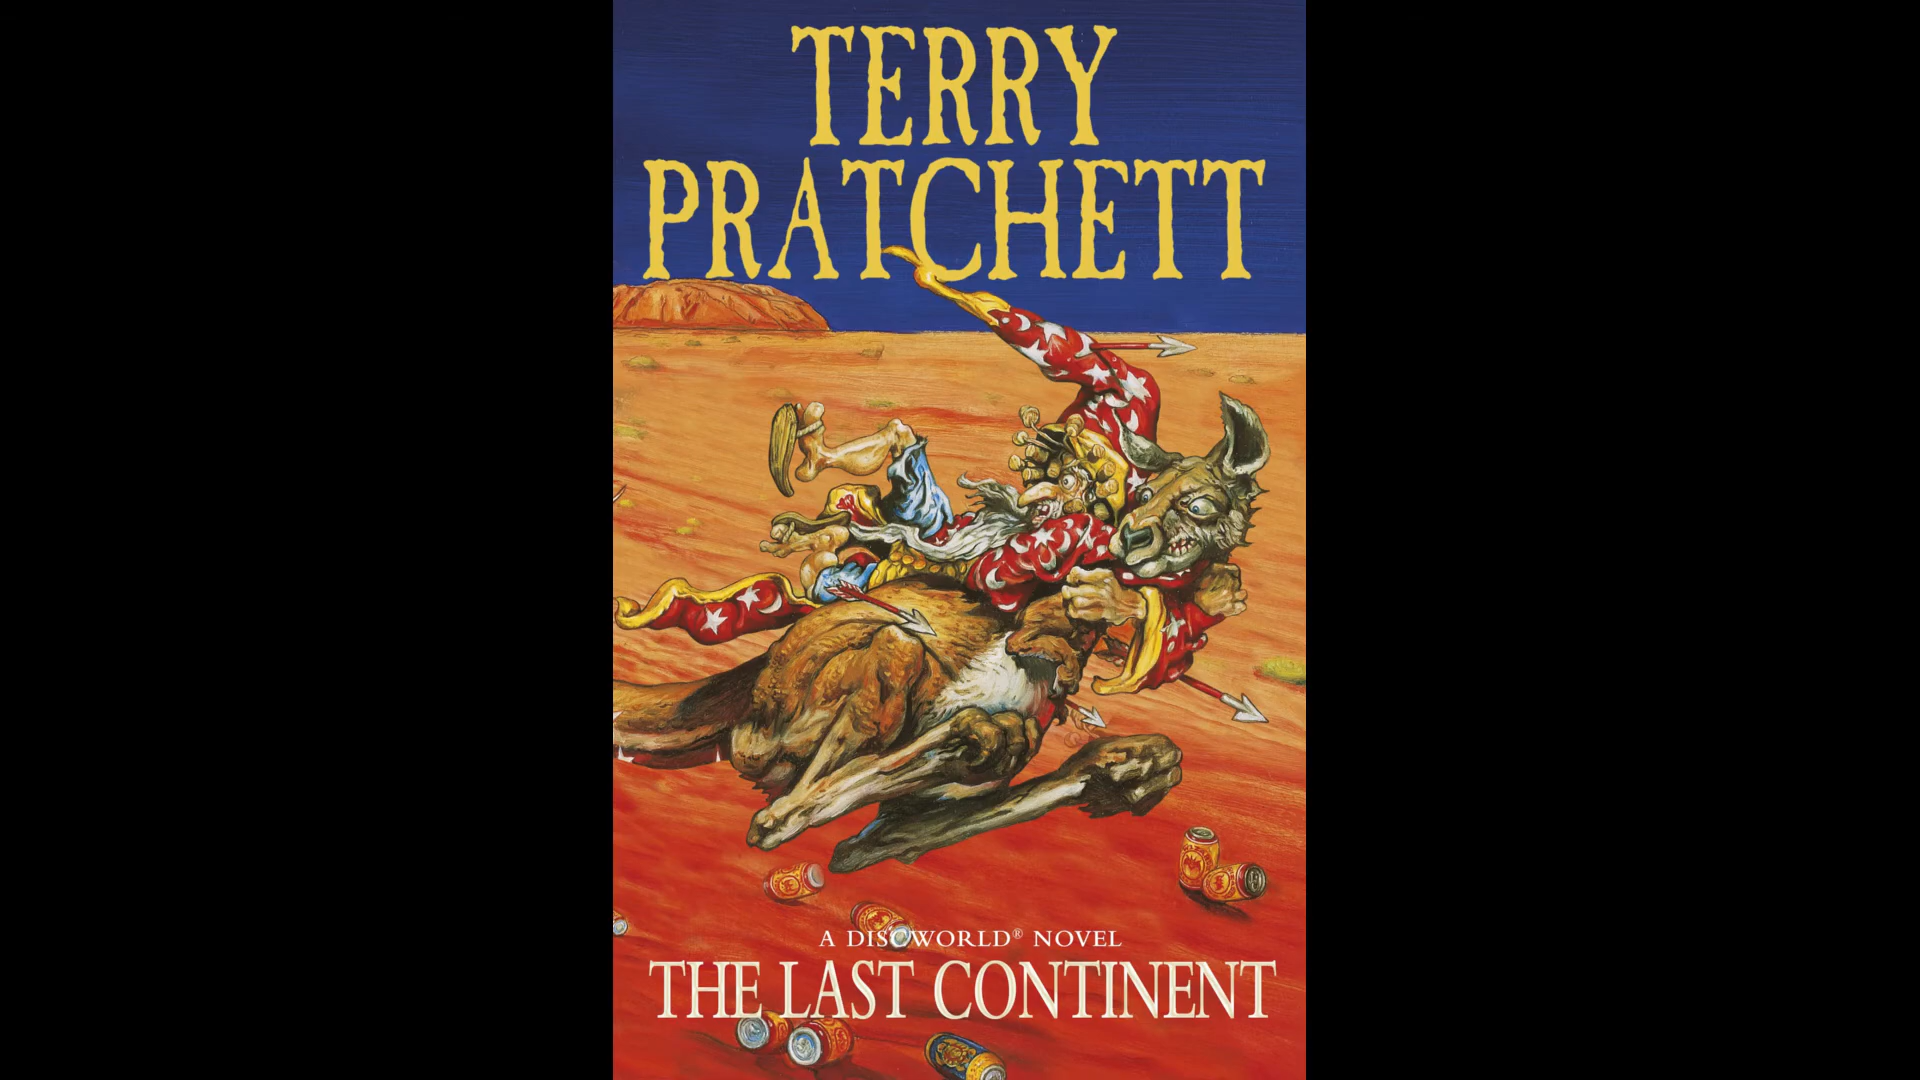 TERRY
PRATCHETT
A DISCWORLD® NOVEL
THE LAST CONTINENT